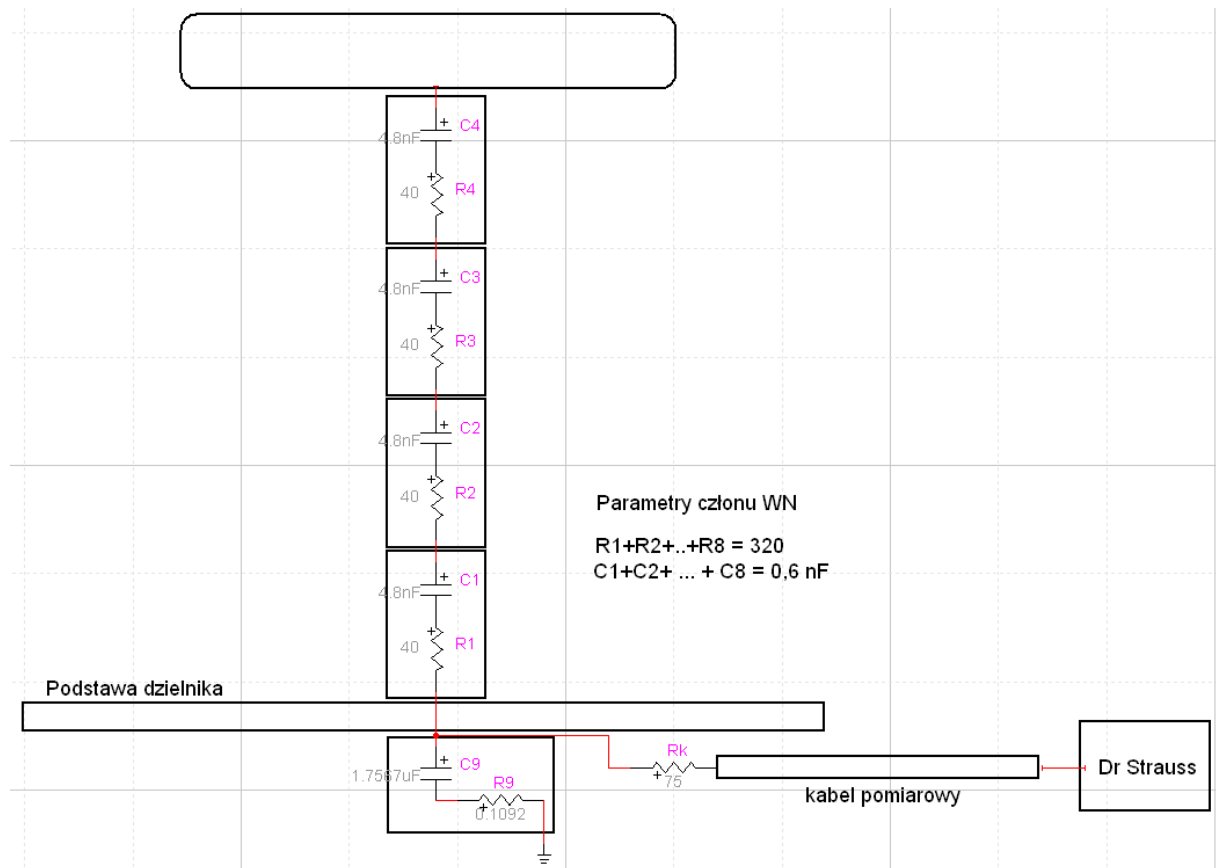 C4
4.8nF
R4
40
C3
4.8nF
R3
40
C2
4.8nF
R2
40
Parametry członu WN
R1+R2+..+R8 = 320
C1+C2+ ... + C8 = 0,6 nF
C1
4.8nF
R1
40
Podstawa dzielnika
C9
1.7567uF
R9
0.1092
Rk
75
kabel pomiarowy
Dr Strauss